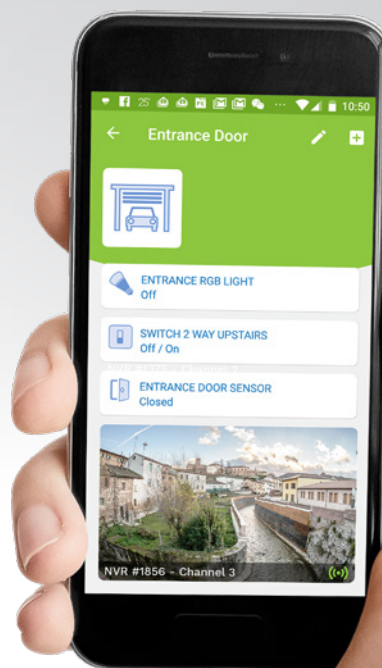 25°
10:50
Entrance Door
ENTRANCE RGB LIGHT
Off
SWITCH 2 WAY UPSTAIRS
Off / On
ENTRANCE DOOR SENSOR
Closed
NVR #1856 - Channel 3